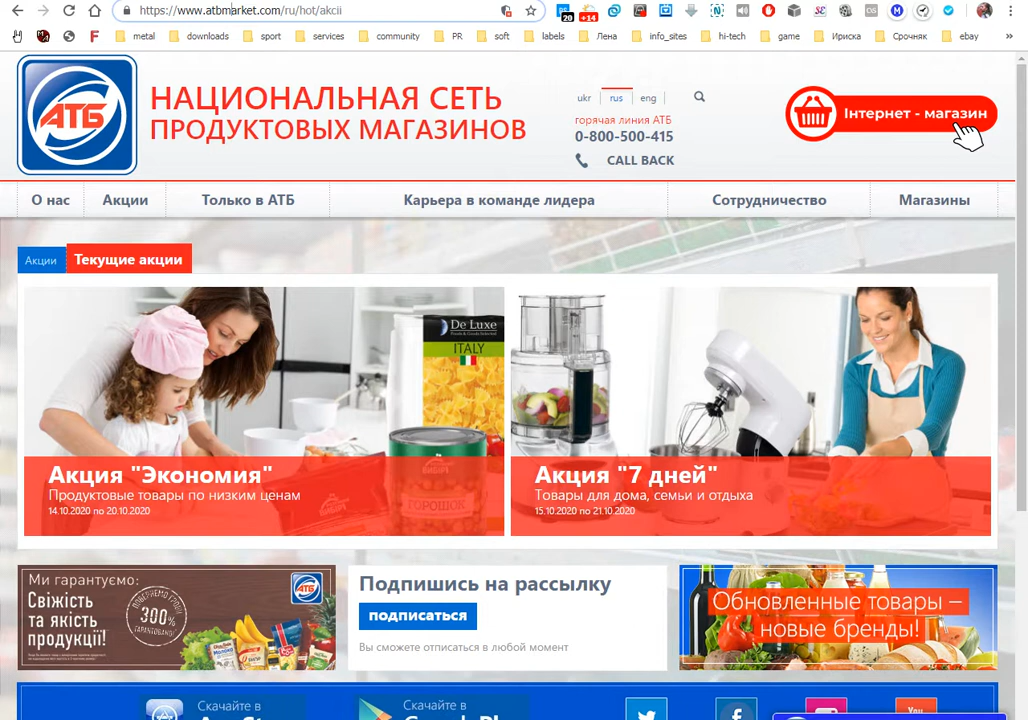 https://www.atbmarket.com/ru/hot/akcii
20
+14
metal
downloads
sport
services
community
PR
soft
labels
Лена
info_sites
hi-tech
game
Ириска
Срочняк
ebay
АТБ
НАЦИОНАЛЬНАЯ СЕТЬ
ПРОДУКТОВЫХ МАГАЗИНОВ
ukr
rus
eng
горячая линия АТБ
0-800-500-415
CALL BACK
Інтернет - магазин
О нас
Акции
Только в АТБ
Карьера в команде лидера
Сотрудничество
Магазины
Акции
Текущие акции
De Luxe
ITALY
ГОРОШОК
Акция "Экономия"
Продуктовые товары по низким ценам
14.10.2020 по 20.10.2020
Акция "7 дней"
Товары для дома, семьи и отдыха
15.10.2020 по 21.10.2020
Ми гарантуємо:
Свіжість
та якість
продукції!
300%
АТБ
Подпишись на рассылку
подписаться
Вы сможете отписаться в любой момент
Обновленные товары –
новые бренды!
Скачайте в
Скачайте в
You